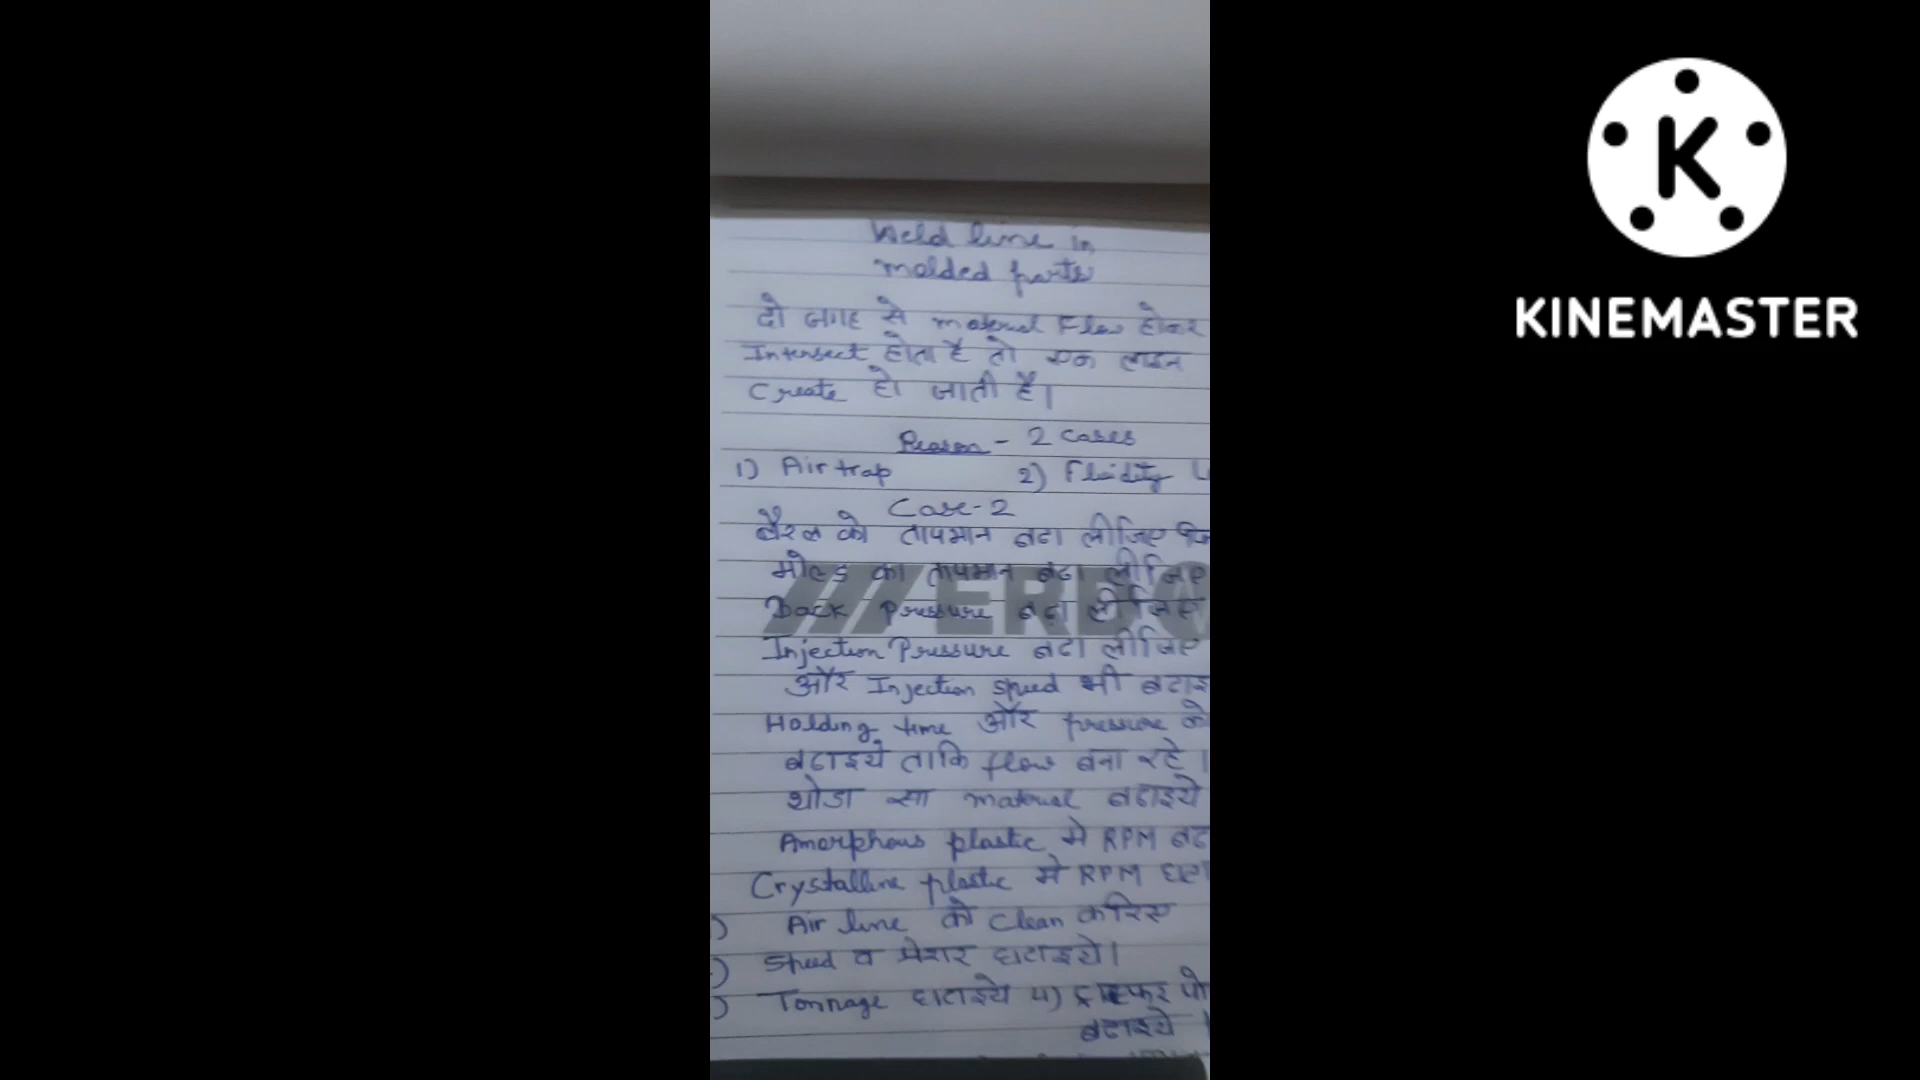 Weld line in
molded parts
दो जगह से material Flow होकर
Intersect होता है तो एक लाइन
Create हो जाती है।
Reason - 2 cases
1) Air trap 2) Fluidity
Case-2
बैरल को तापमान बढा लीजिए
मोल्ड का तापमान बढा लीजिए
Back pressure बढा लीजिए
Injection Pressure बढा लीजिए
और Injection speed भी
Holding time और pressure को
बढाइये ताकि flow बना रहे।
थोडा सा material बढाइये
Amorphous plastic मे RPM
Crystalline plastic मे RPM
) Air line को clean करिए
) speed व प्रेशर घटाइये।
) Tonnage घटाइये 4)
बढाइये।
KINEMASTER